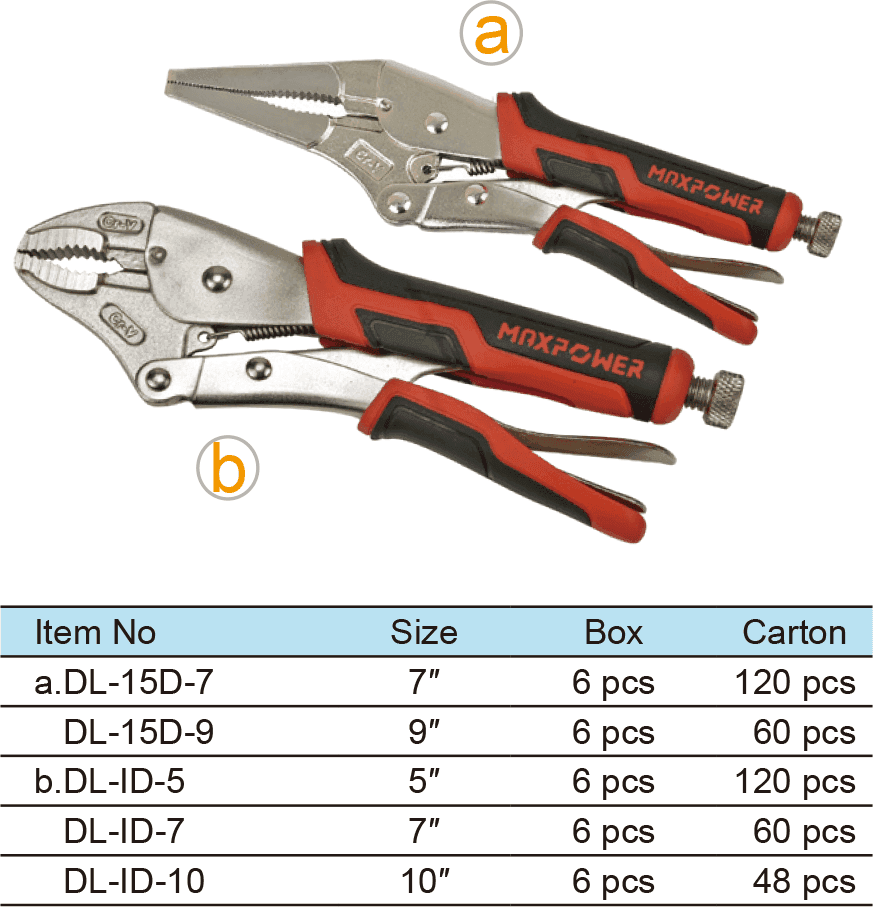 a
Cr-V
MAXPOWER
Cr-V
Cr-V
MAXPOWER
b
Item No Size Box Carton
a.DL-15D-7 7″ 6 pcs 120 pcs
DL-15D-9 9″ 6 pcs 60 pcs
b.DL-ID-5 5″ 6 pcs 120 pcs
DL-ID-7 7″ 6 pcs 60 pcs
DL-ID-10 10″ 6 pcs 48 pcs